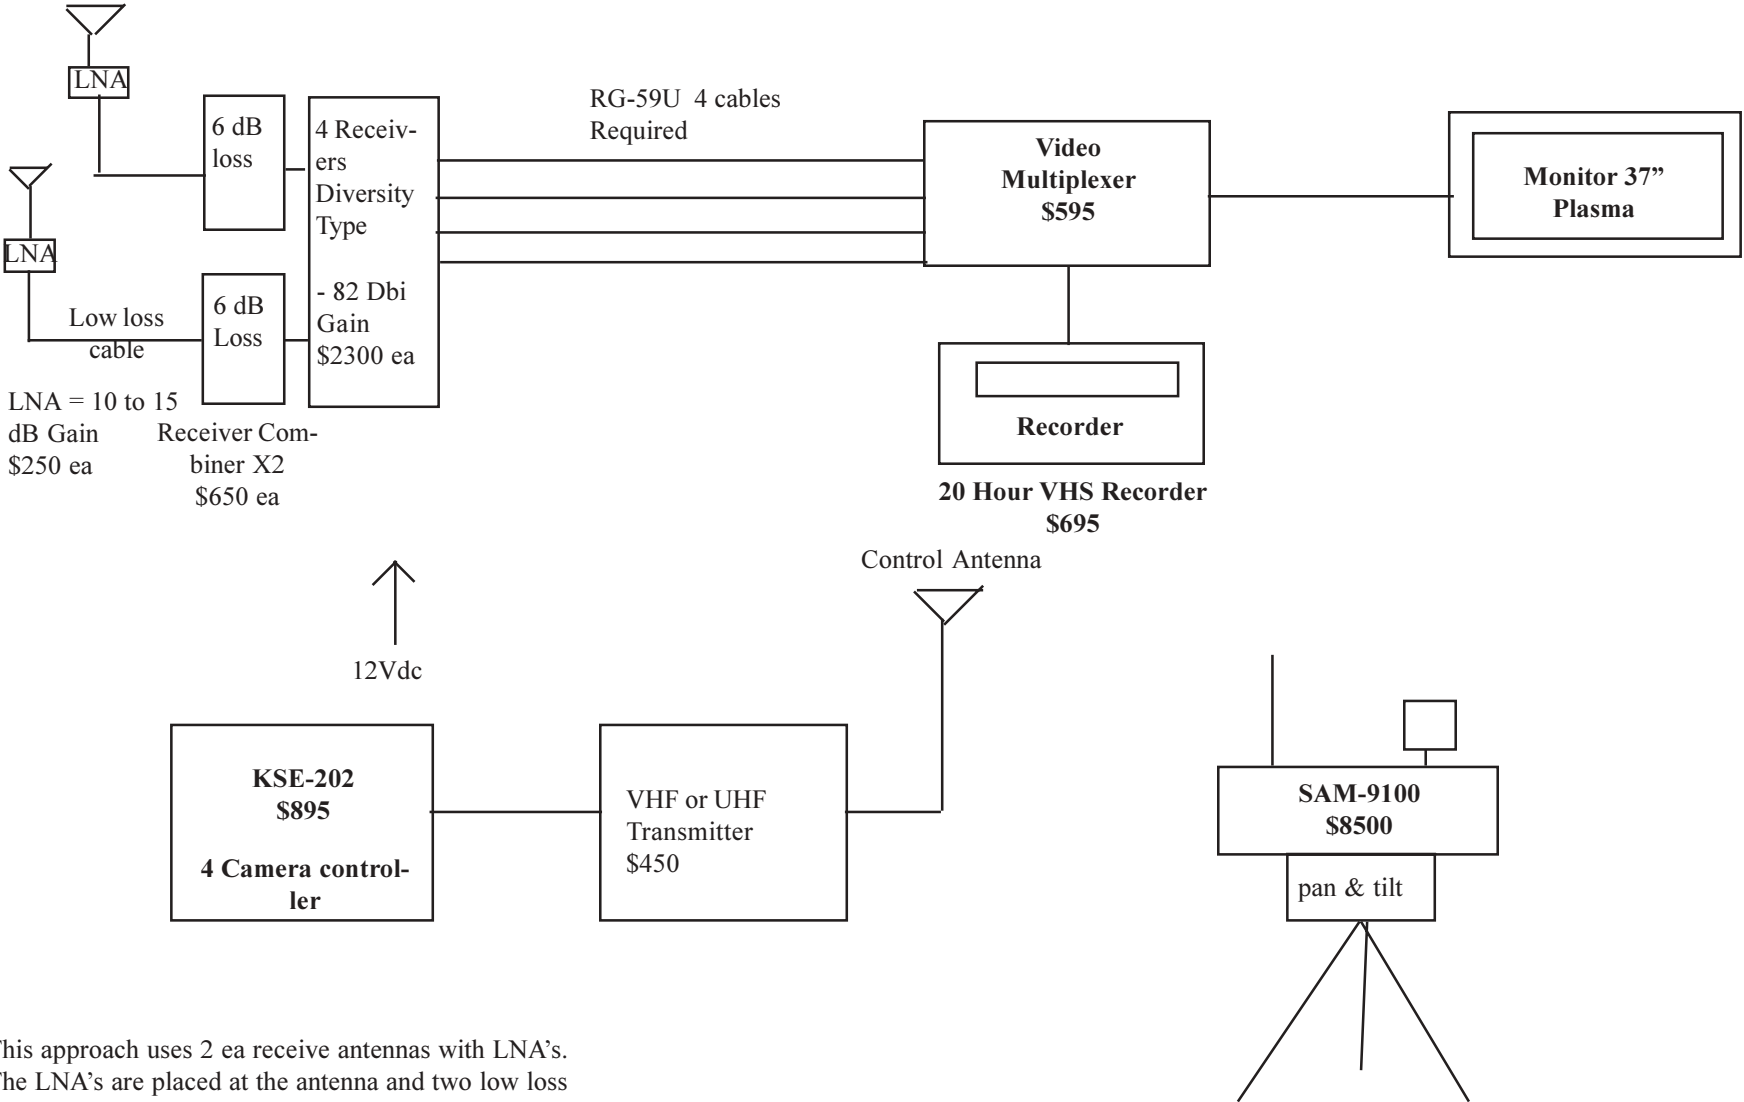 LNA
6 dB
loss
4 Receiv-
ers
Diversity
Type
- 82 Dbi
Gain
$2300 ea
RG-59U 4 cables
Required
Video
Multiplexer
$595
Monitor 37”
Plasma
LNA
Low loss
cable
6 dB
Loss
LNA = 10 to 15
dB Gain
$250 ea
Receiver Com-
biner X2
$650 ea
Recorder
20 Hour VHS Recorder
$695
Control Antenna
12Vdc
KSE-202
$895
4 Camera control-
ler
VHF or UHF
Transmitter
$450
SAM-9100
$8500
pan & tilt
This approach uses 2 ea receive antennas with LNA’s.
The LNA’s are placed at the antenna and two low loss